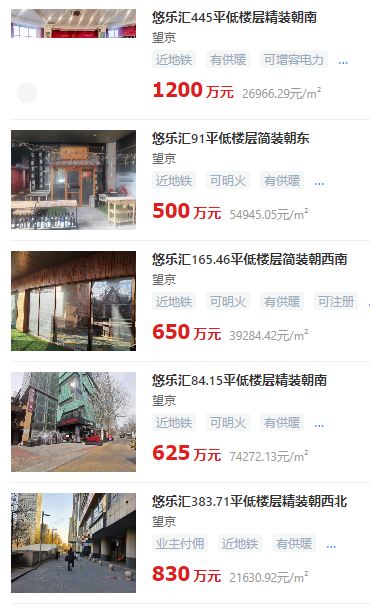 悠乐汇445平低楼层精装朝南
望京
近地铁 有供暖 可增容电力 ...
1200万元 26966.29元/m²
悠乐汇91平低楼层简装朝东
望京
近地铁 可明火 有供暖 ...
500万元 54945.05元/m²
悠乐汇165.46平低楼层简装朝西南
望京
近地铁 可明火 有供暖 可注册
650万元 39284.42元/m²
悠乐汇84.15平低楼层精装朝南
望京
近地铁 可明火 有供暖 ...
625万元 74272.13元/m²
悠乐汇383.71平低楼层精装朝西北
望京
业主付佣 近地铁 有供暖 ...
830万元 21630.92元/m²